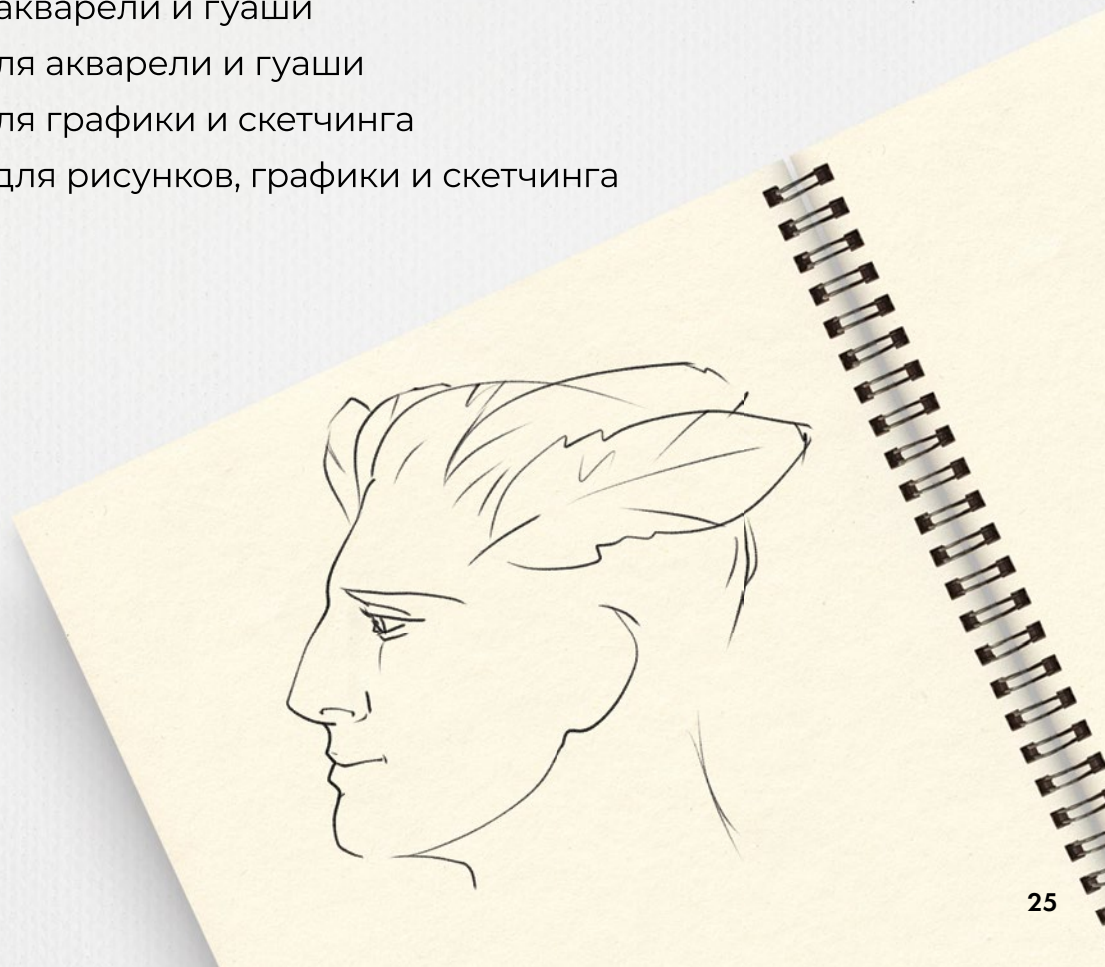 акварели и гуаши
ля акварели и гуаши
ля графики и скетчинга
для рисунков, графики и скетчинга
25